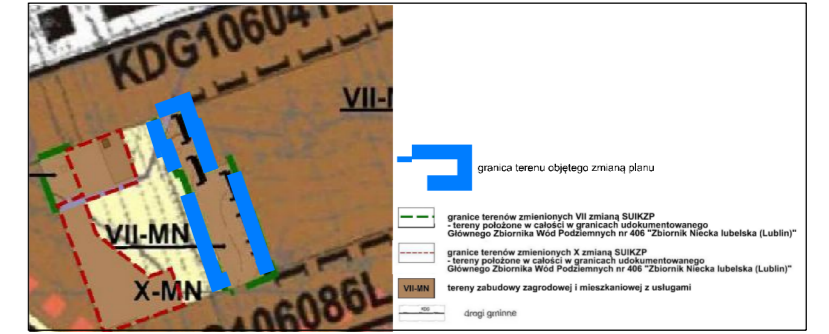 KDG106041L
VII-M
VII-MN
X-MN
106086L
granica terenu objętego zmianą planu
granice terenów zmienionych VII zmianą SUIKZP
- tereny położone w całości w granicach udokumentowanego
Głównego Zbiornika Wód Podziemnych nr 406 "Zbiornik Niecka lubelska (Lublin)"
granice terenów zmienionych X zmianą SUIKZP
- tereny położone w całości w granicach udokumentowanego
Głównego Zbiornika Wód Podziemnych nr 406 "Zbiornik Niecka lubelska (Lublin)"
VII-MN tereny zabudowy zagrodowej i mieszkaniowej z usługami
drogi gminne